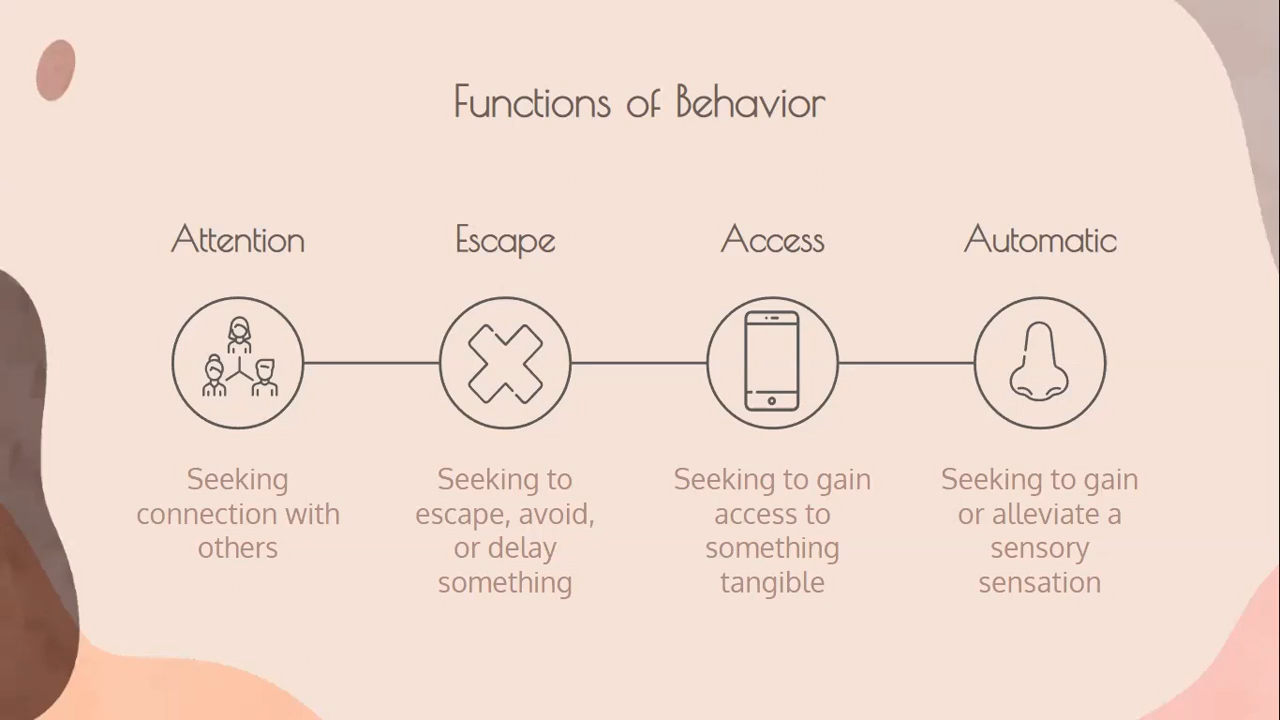 Functions of Behavior
Attention
Escape
Access
Automatic
Seeking
connection with
others
Seeking to
escape, avoid,
or delay
something
Seeking to gain
access to
something
tangible
Seeking to gain
or alleviate a
sensory
sensation